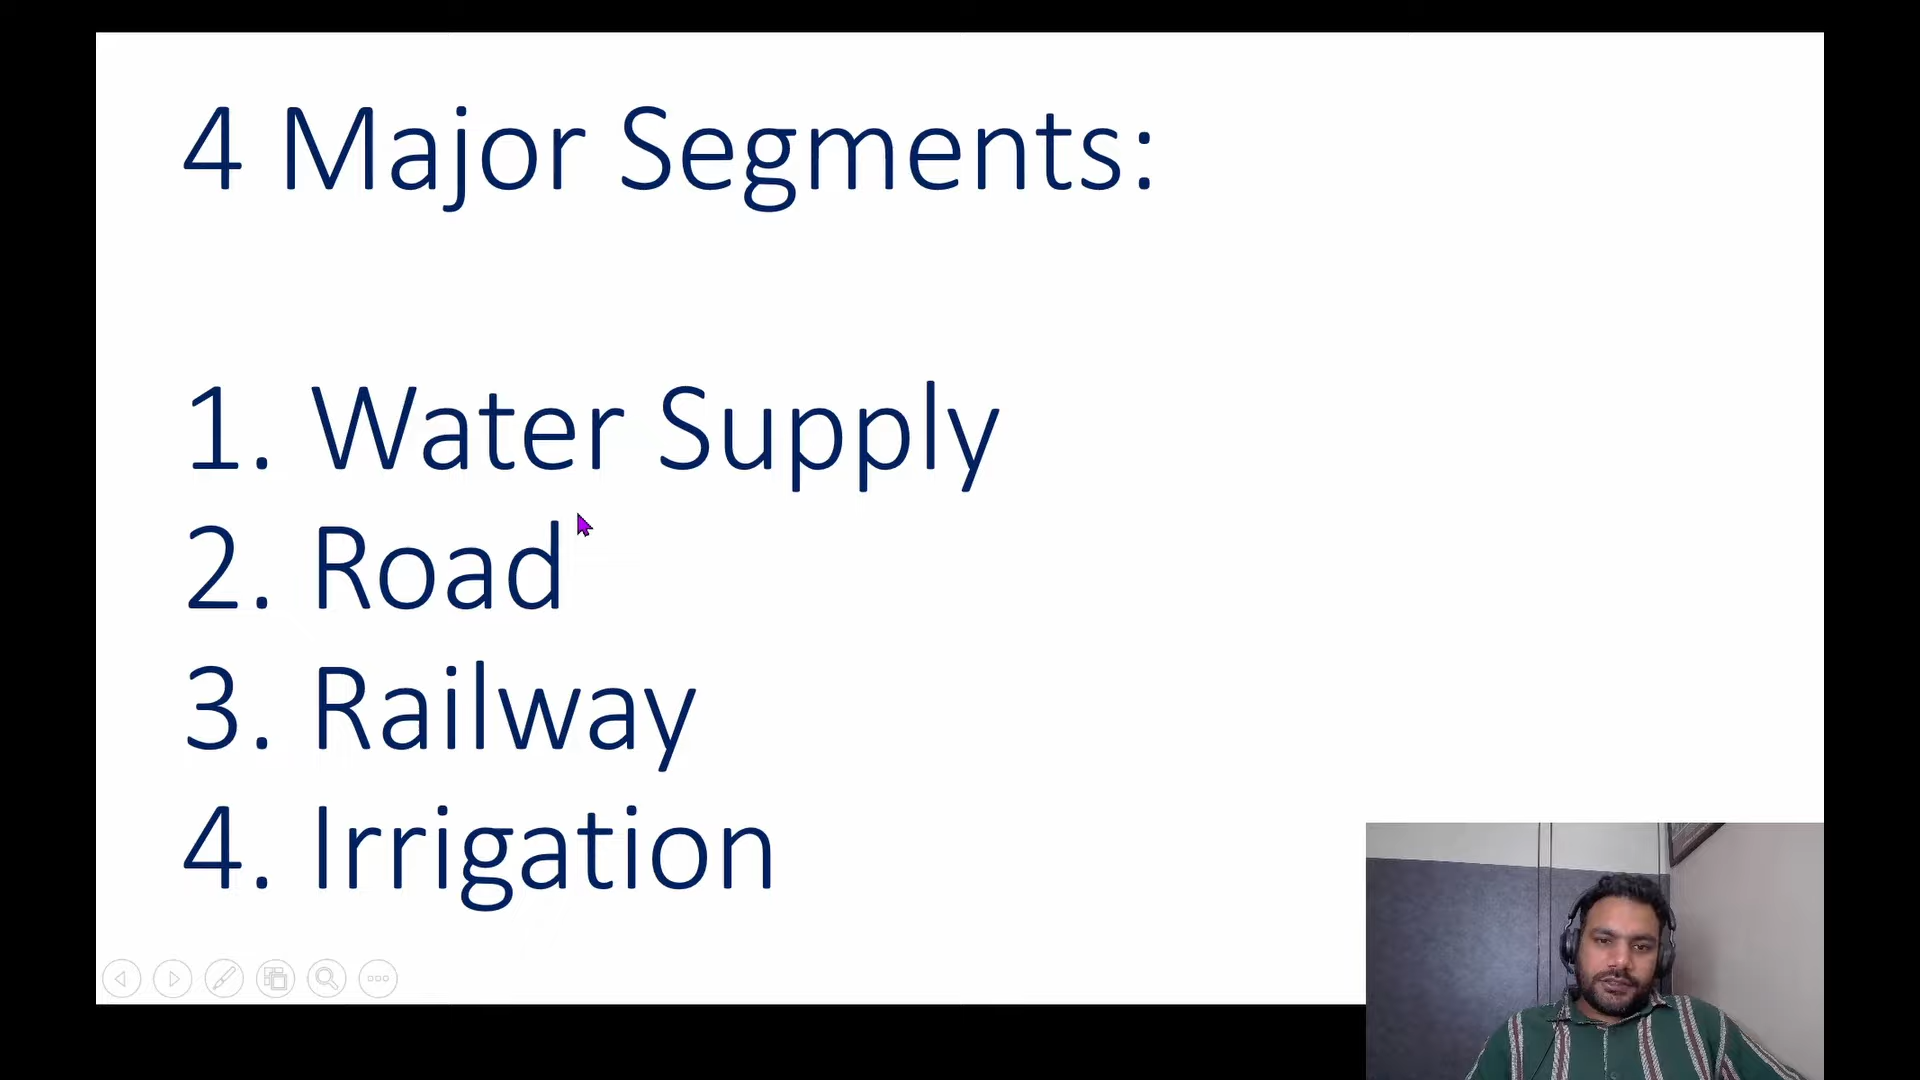 4 Major Segments:
1. Water Supply
2. Road
3. Railway
4. Irrigation